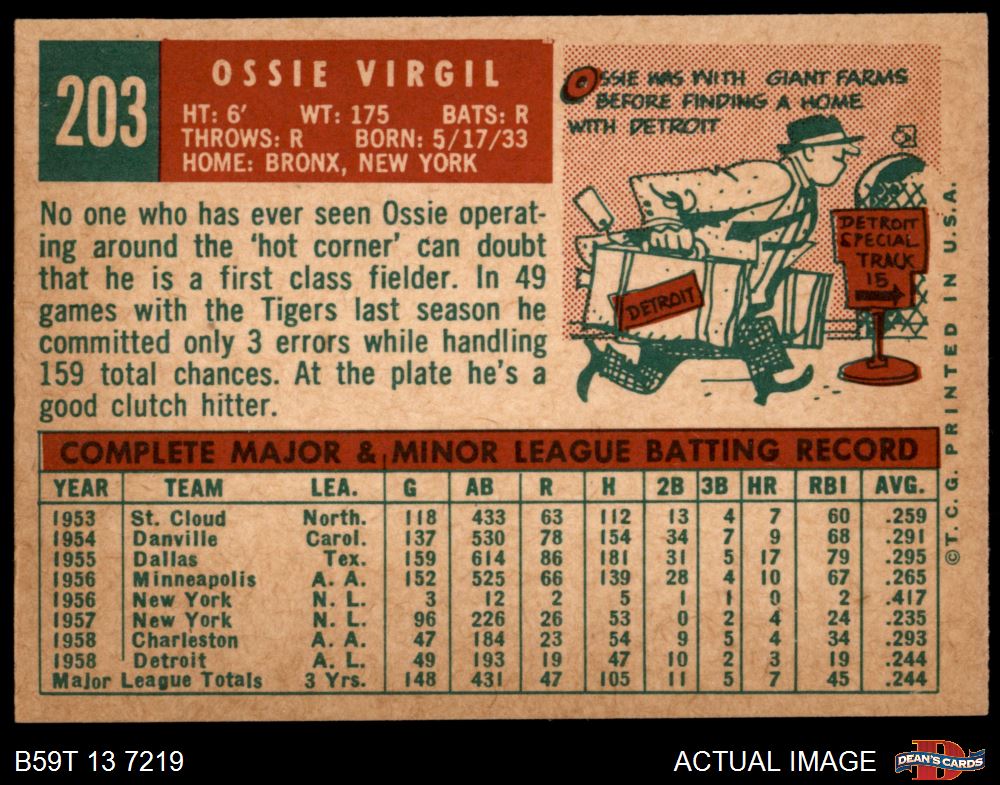 203
OSSIE VIRGIL
HT: 6' WT: 175 BATS: R
THROWS: R BORN: 5/17/33
HOME: BRONX, NEW YORK
No one who has ever seen Ossie operat-
ing around the 'hot corner' can doubt
that he is a first class fielder. In 49
games with the Tigers last season he
committed only 3 errors while handling
159 total chances. At the plate he's a
good clutch hitter.
OSSIE WAS WITH GIANT FARMS
BEFORE FINDING A HOME
WITH DETROIT
DETROIT
DETROIT
SPECIAL
TRACK
15
COMPLETE MAJOR & MINOR LEAGUE BATTING RECORD
YEAR TEAM LEA. G AB R H 2B 3B HR RBI AVG.
1953 St. Cloud North. 118 433 63 112 13 4 7 60 .259
1954 Danville Carol. 137 530 78 154 34 7 9 68 .291
1955 Dallas Tex. 159 614 86 181 31 5 17 79 .295
1956 Minneapolis A. A. 152 525 66 139 28 4 10 67 .265
1956 New York N. L. 3 12 2 5 1 1 0 2 .417
1957 New York N. L. 96 226 26 53 0 2 4 24 .235
1958 Charleston A. A. 47 184 23 54 9 5 4 34 .293
1958 Detroit A. L. 49 193 19 47 10 2 3 19 .244
Major League Totals 3 Yrs. 148 431 47 105 11 5 7 45 .244
©T.C.G. PRINTED IN U.S.A.
B59T 13 7219
ACTUAL IMAGE
D
DEAN'S CARDS